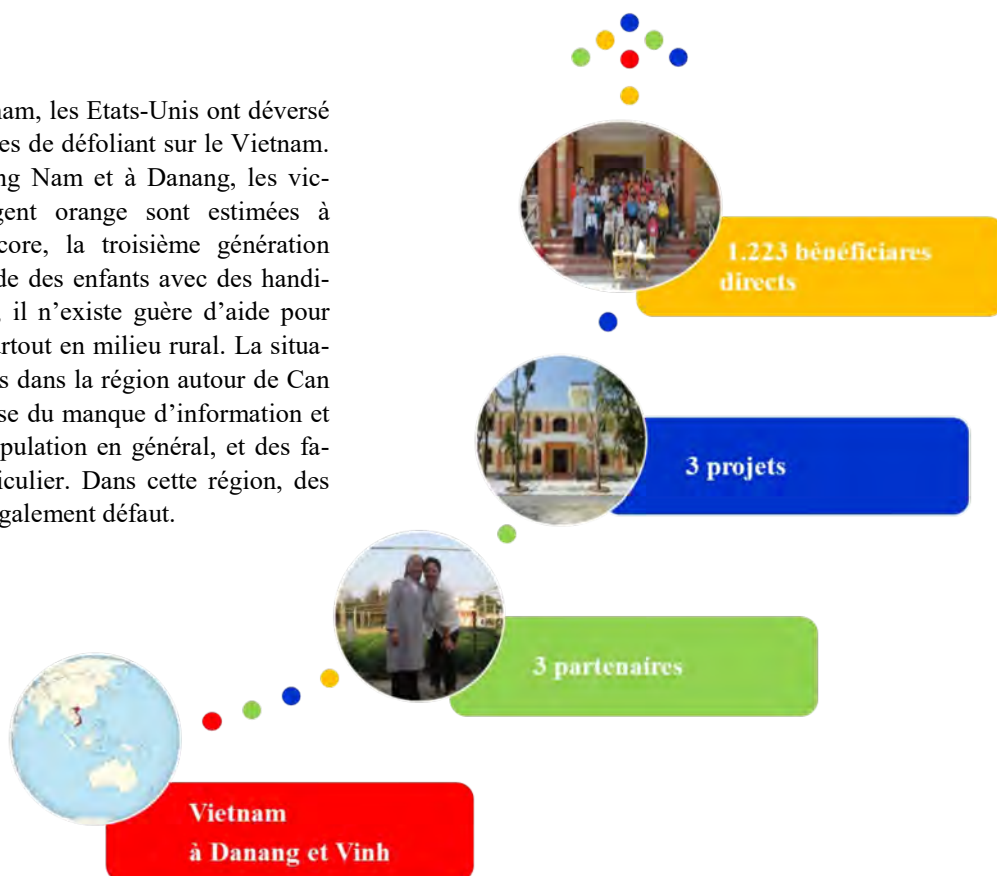 nam, les Etats-Unis ont déversé
es de défoliant sur le Vietnam.
ng Nam et à Danang, les vic-
gent orange sont estimées à
core, la troisième génération
de des enfants avec des handi-
, il n’existe guère d’aide pour
urtout en milieu rural. La situa-
s dans la région autour de Can
se du manque d’information et
pulation en général, et des fa-
iculier. Dans cette région, des
également défaut.
1.223 bènéficiares
directs
3 projets
3 partenaires
Vietnam
à Danang et Vinh